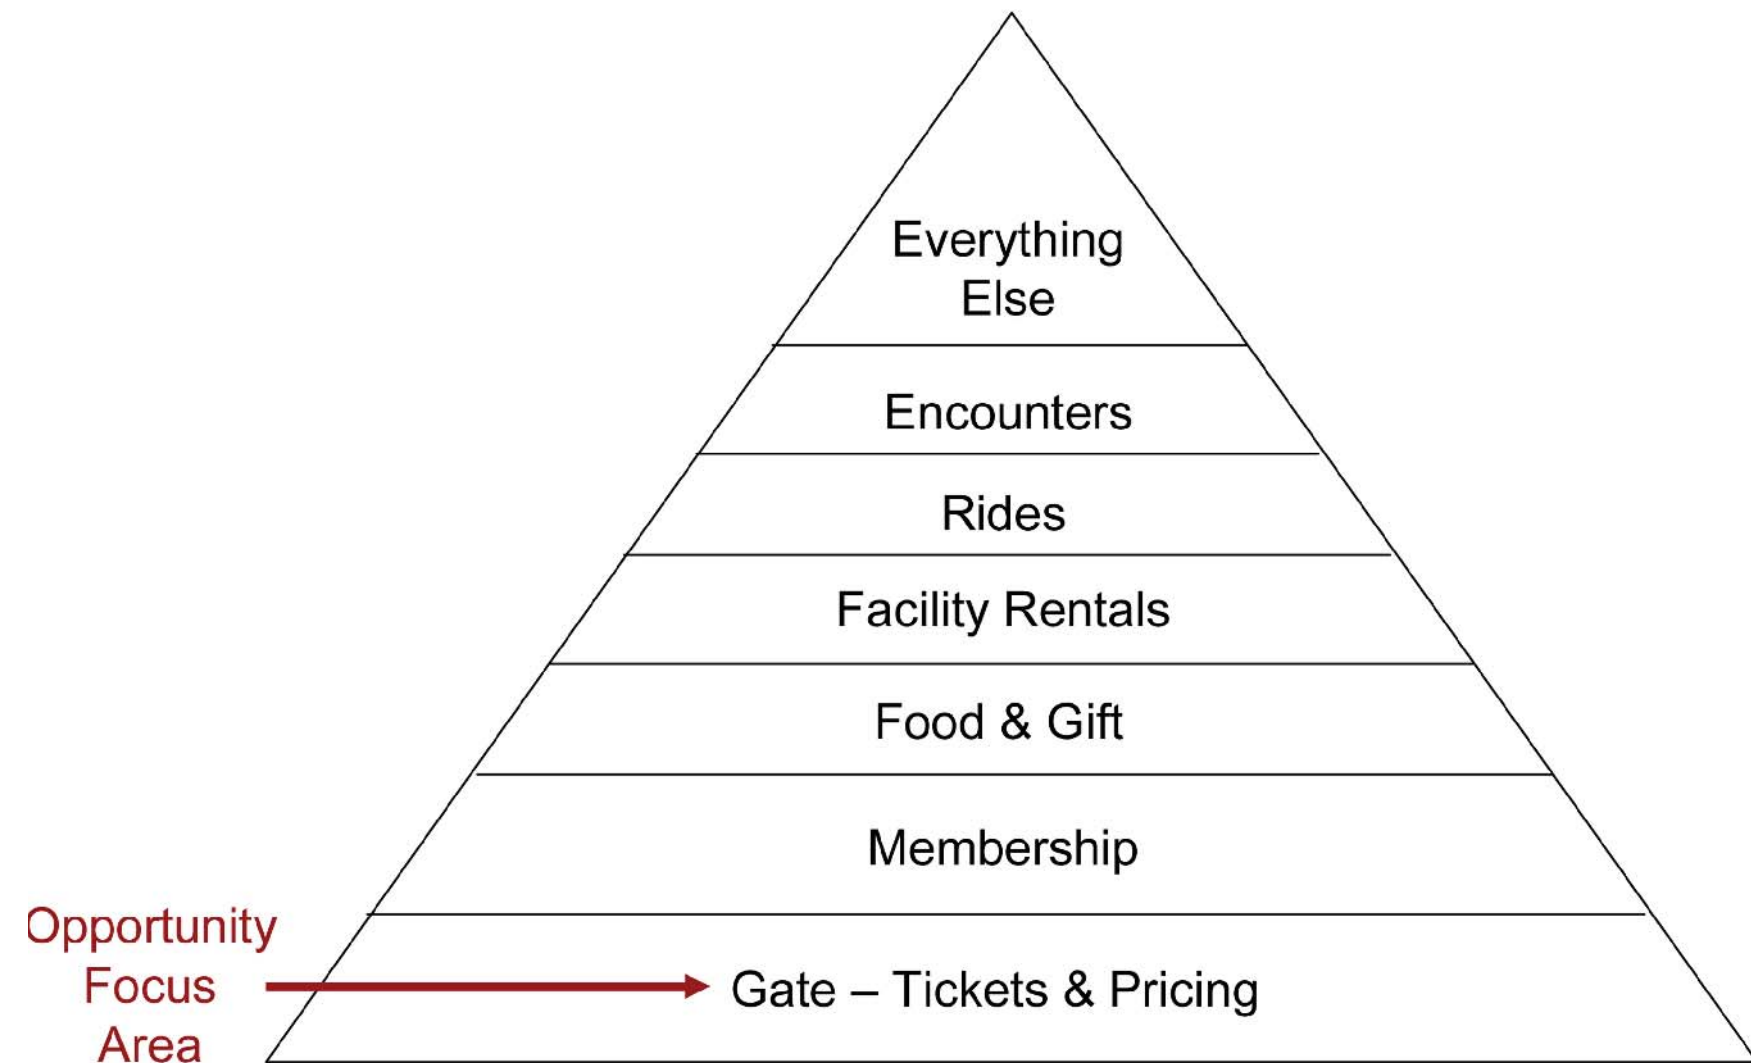 Everything
Else
Encounters
Rides
Facility Rentals
Food & Gift
Membership
Opportunity
Focus
Area
Gate – Tickets & Pricing